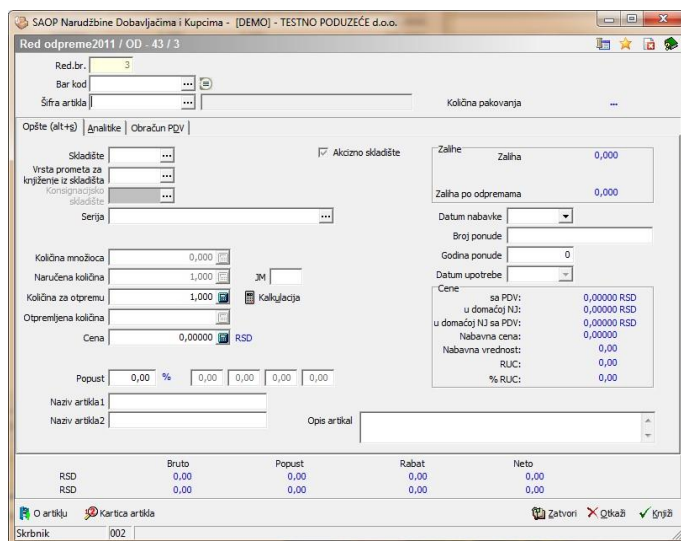 SAOP Narudžbine Dobavljačima i Kupcima - [DEMO] - TESTNO PODUZEĆE d.o.o.
Red odpreme2011 / OD - 43 / 3
Red.br. 3
Bar kod ...
Šifra artikla ... Količina pakovanja ...
Opšte (alt+s) Analitike Obračun PDV
Skladište ... Akcizno skladište
Vrsta prometa za knjiženje iz skladišta ...
Konsignacijsko skladište ...
Serija ...
Zalihe
Zaliha 0,000
Zaliha po odpremama 0,000
Datum nabavke
Broj ponude
Godina ponude 0
Datum upotrebe
Količina množioca 0,000
Naručena količina 1,000 JM
Količina za otpremu 1,000 Kalkulacija
Otpremljena količina
Cena 0,00000 RSD
Cene
sa PDV: 0,00000 RSD
u domaćoj NJ: 0,00000 RSD
u domaćoj NJ sa PDV: 0,00000 RSD
Nabavna cena: 0,00000
Nabavna vrednost: 0,00
RUC: 0,00
% RUC: 0,00
Popust 0,00 % 0,00 0,00 0,00 0,00
Naziv artikla1
Naziv artikla2 Opis artikal
Bruto Popust Rabat Neto
RSD 0,00 0,00 0,00 0,00
RSD 0,00 0,00 0,00 0,00
O artiklu Kartica artikla Zatvori Otkaži Knjiži
Skrbnik 002